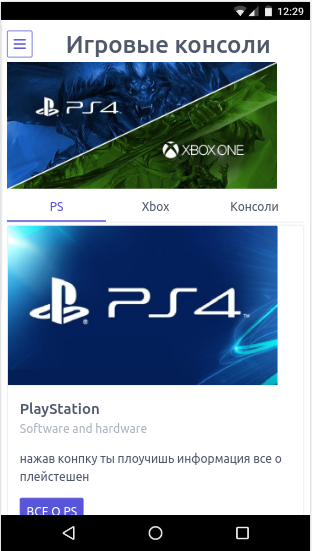 12:29
Игровые консоли
PS4
XBOX ONE
PS Xbox Консоли
PS4
PlayStation
Software and hardware
нажав конпку ты плоучишь информация все о
плейстешен
ВСЕ О PS